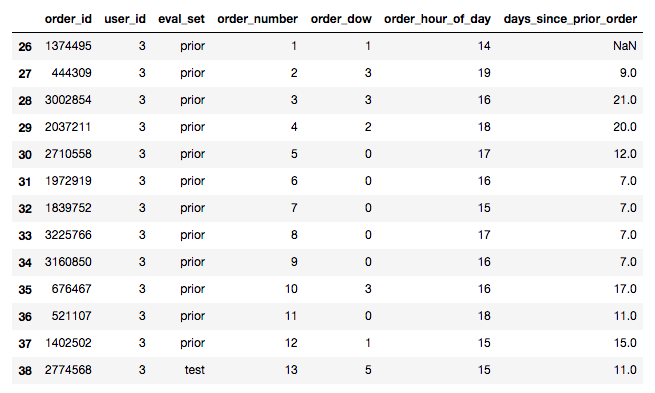 order_id user_id eval_set order_number order_dow order_hour_of_day days_since_prior_order
26 1374495 3 prior 1 1 14 NaN
27 444309 3 prior 2 3 19 9.0
28 3002854 3 prior 3 3 16 21.0
29 2037211 3 prior 4 2 18 20.0
30 2710558 3 prior 5 0 17 12.0
31 1972919 3 prior 6 0 16 7.0
32 1839752 3 prior 7 0 15 7.0
33 3225766 3 prior 8 0 17 7.0
34 3160850 3 prior 9 0 16 7.0
35 676467 3 prior 10 3 16 17.0
36 521107 3 prior 11 0 18 11.0
37 1402502 3 prior 12 1 15 15.0
38 2774568 3 test 13 5 15 11.0